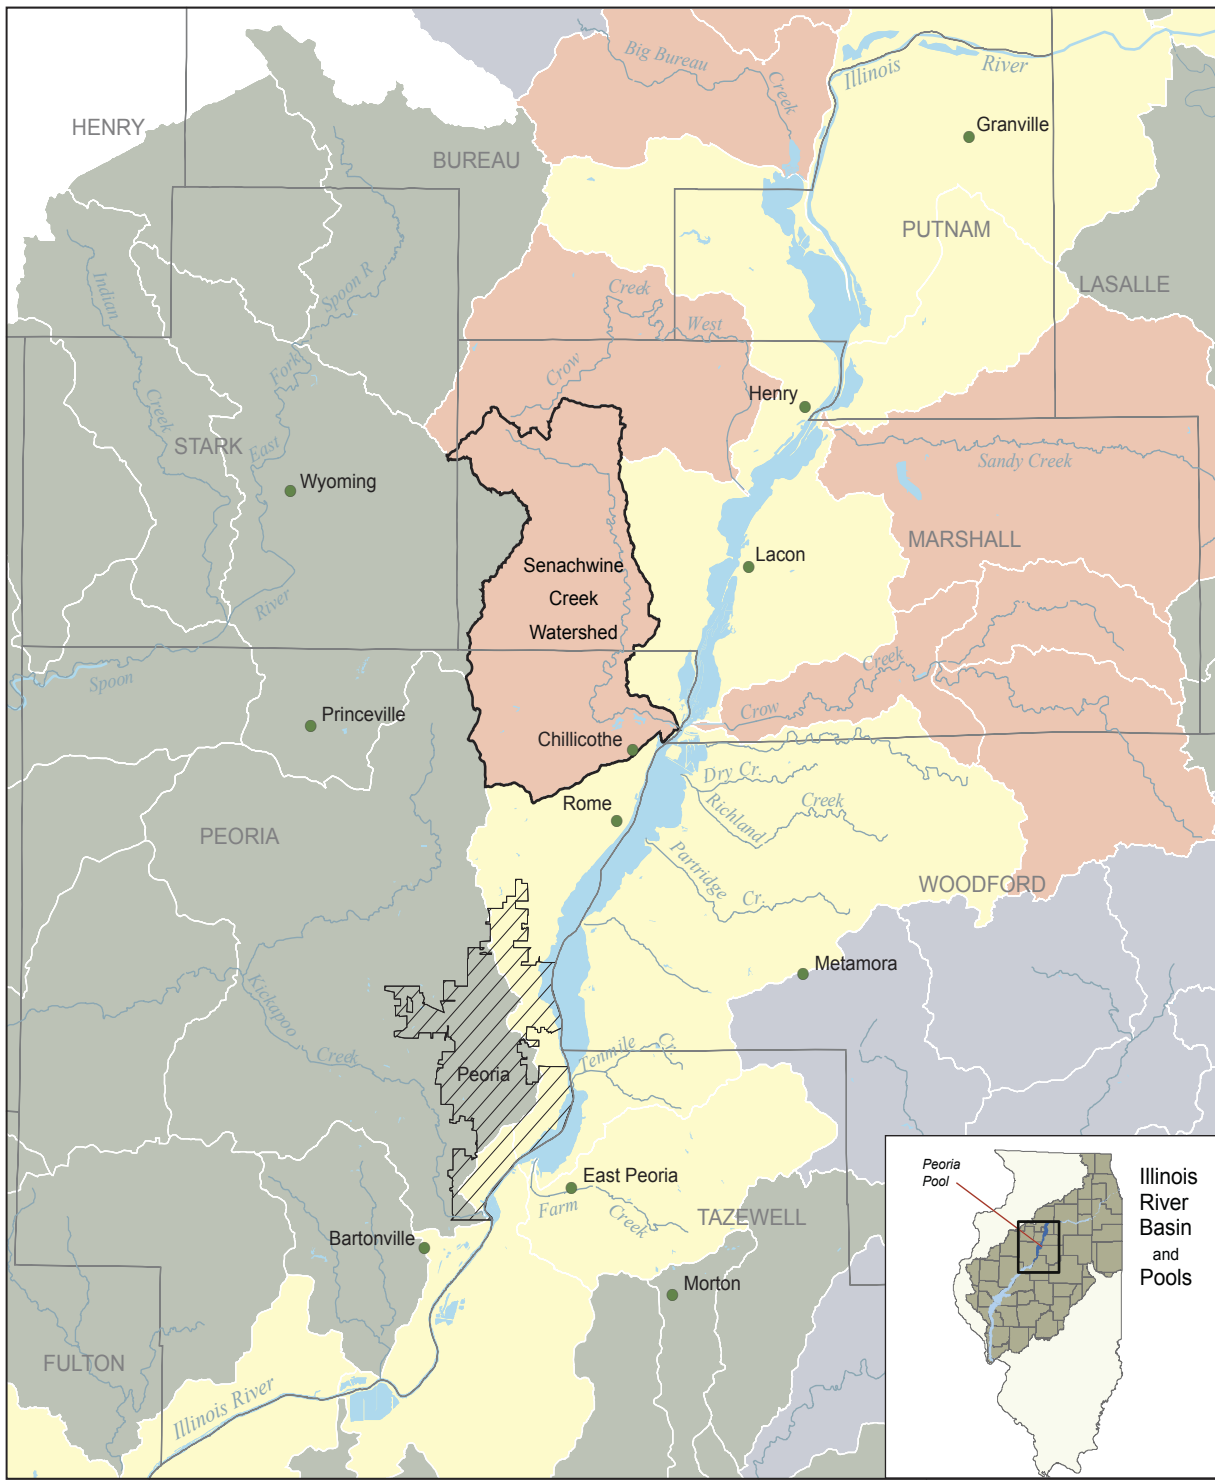 Big Bureau
Creek
Illinois
River
HENRY
Granville
BUREAU
PUTNAM
Indian
Spoon R
Creek
LASALLE
West
Crow
Fork
Henry
Creek
STARK
East
Sandy Creek
Wyoming
MARSHALL
Lacon
Senachwine
Creek
Watershed
River
Creek
Spoon
Crow
Princeville
Chillicothe
Dry Cr.
Rome
Richland
Creek
PEORIA
Partridge
Cr.
WOODFORD
Metamora
Kickapoo
Creek
Tenmile
Cr.
Peoria
East Peoria
Farm
Creek
TAZEWELL
Bartonville
Morton
FULTON
Illinois River
Peoria
Pool
Illinois
River
Basin
and
Pools